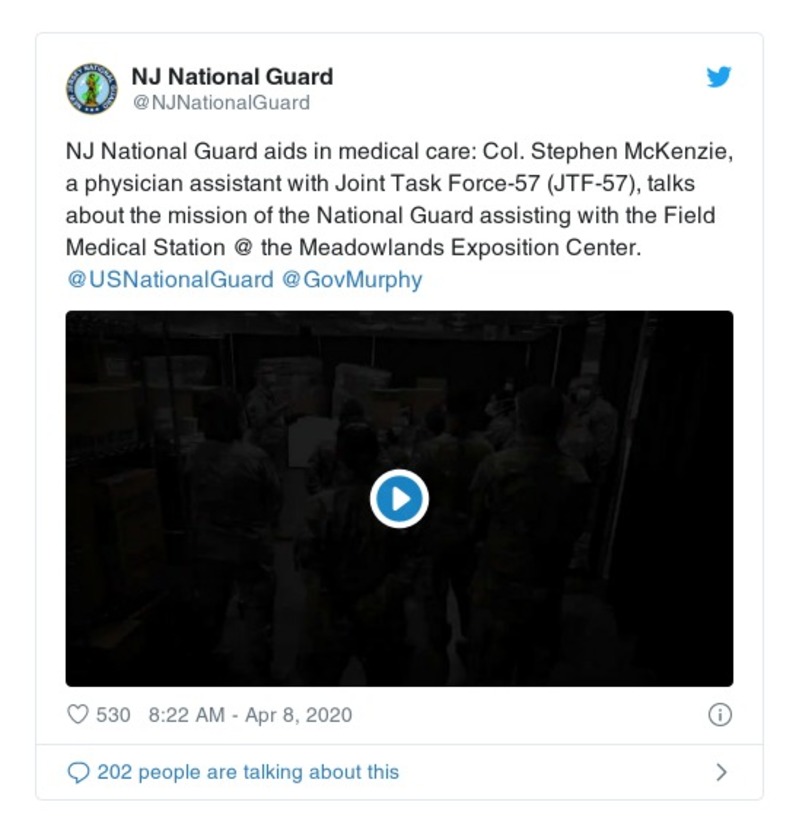 NJ National Guard
@NJNationalGuard
NJ National Guard aids in medical care: Col. Stephen McKenzie,
a physician assistant with Joint Task Force-57 (JTF-57), talks
about the mission of the National Guard assisting with the Field
Medical Station @ the Meadowlands Exposition Center.
@USNationalGuard @GovMurphy
530 8:22 AM - Apr 8, 2020
202 people are talking about this